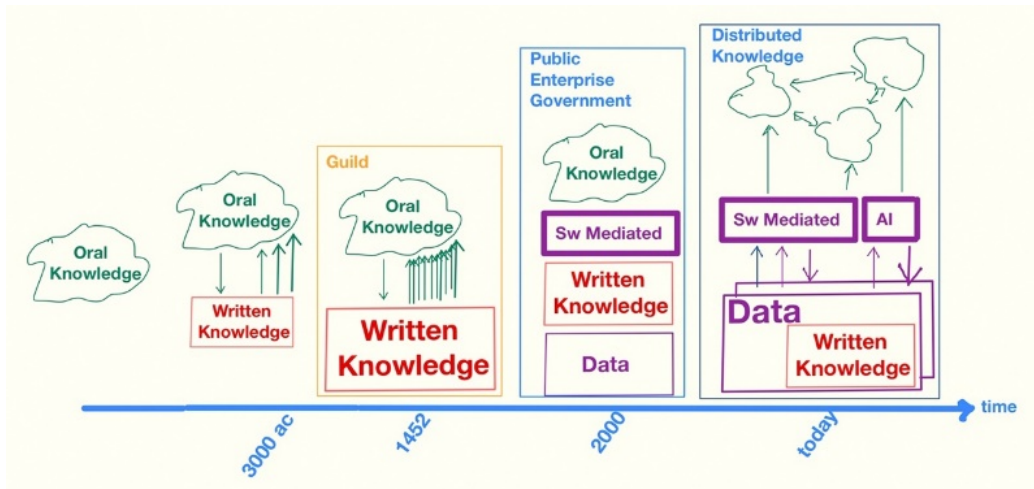 Oral
Knowledge
Oral
Knowledge
Written
Knowledge
3000 ac
Guild
Oral
Knowledge
Written
Knowledge
1452
Public
Enterprise
Government
Oral
Knowledge
Sw Mediated
Written
Knowledge
Data
2000
Distributed
Knowledge
Sw Mediated
AI
Data
Written
Knowledge
today
time